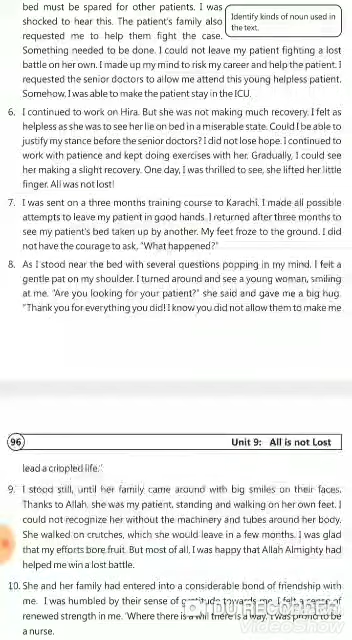 bed must be spared for other patients. I was
shocked to hear this. The patient's family also
requested me to help them fight the case.
Identify kinds of noun used in
the text.
Something needed to be done. I could not leave my patient fighting a lost
battle on her own. I made up my mind to risk my career and help the patient. I
requested the senior doctors to allow me attend this young helpless patient.
Somehow, I was able to make the patient stay in the ICU.
6. I continued to work on Hira. But she was not making much recovery. I felt as
helpless as she was to see her lie on bed in a miserable state. Could I be able to
justify my stance before the senior doctors? I did not lose hope. I continued to
work with patience and kept doing exercises with her. Gradually, I could see
her making a slight recovery. One day, I was thrilled to see, she lifted her little
finger. All was not lost!
7. I was sent on a three months training course to Karachi. I made all possible
attempts to leave my patient in good hands. I returned after three months to
see my patient's bed taken up by another. My feet froze to the ground. I did
not have the courage to ask, "What happened?"
8. As I stood near the bed with several questions popping in my mind. I felt a
gentle pat on my shoulder. I turned around and see a young woman, smiling
at me. "Are you looking for your patient?" she said and gave me a big hug.
"Thank you for everything you did! I know you did not allow them to make me
96
Unit 9: All is not Lost
lead a crippled life."
9. I stood still, until her family came around with big smiles on their faces.
Thanks to Allah, she was my patient, standing and walking on her own feet. I
could not recognize her without the machinery and tubes around her body.
She walked on crutches, which she would leave in a few months. I was glad
that my efforts bore fruit. But most of all, I was happy that Allah Almighty had
helped me win a lost battle.
10. She and her family had entered into a considerable bond of friendship with
me. I was humbled by their sense of gratitude towards me. I felt a sense of
renewed strength in me. 'Where there is a will there is a way.' I was proud to be
a nurse.
DU RECORDER